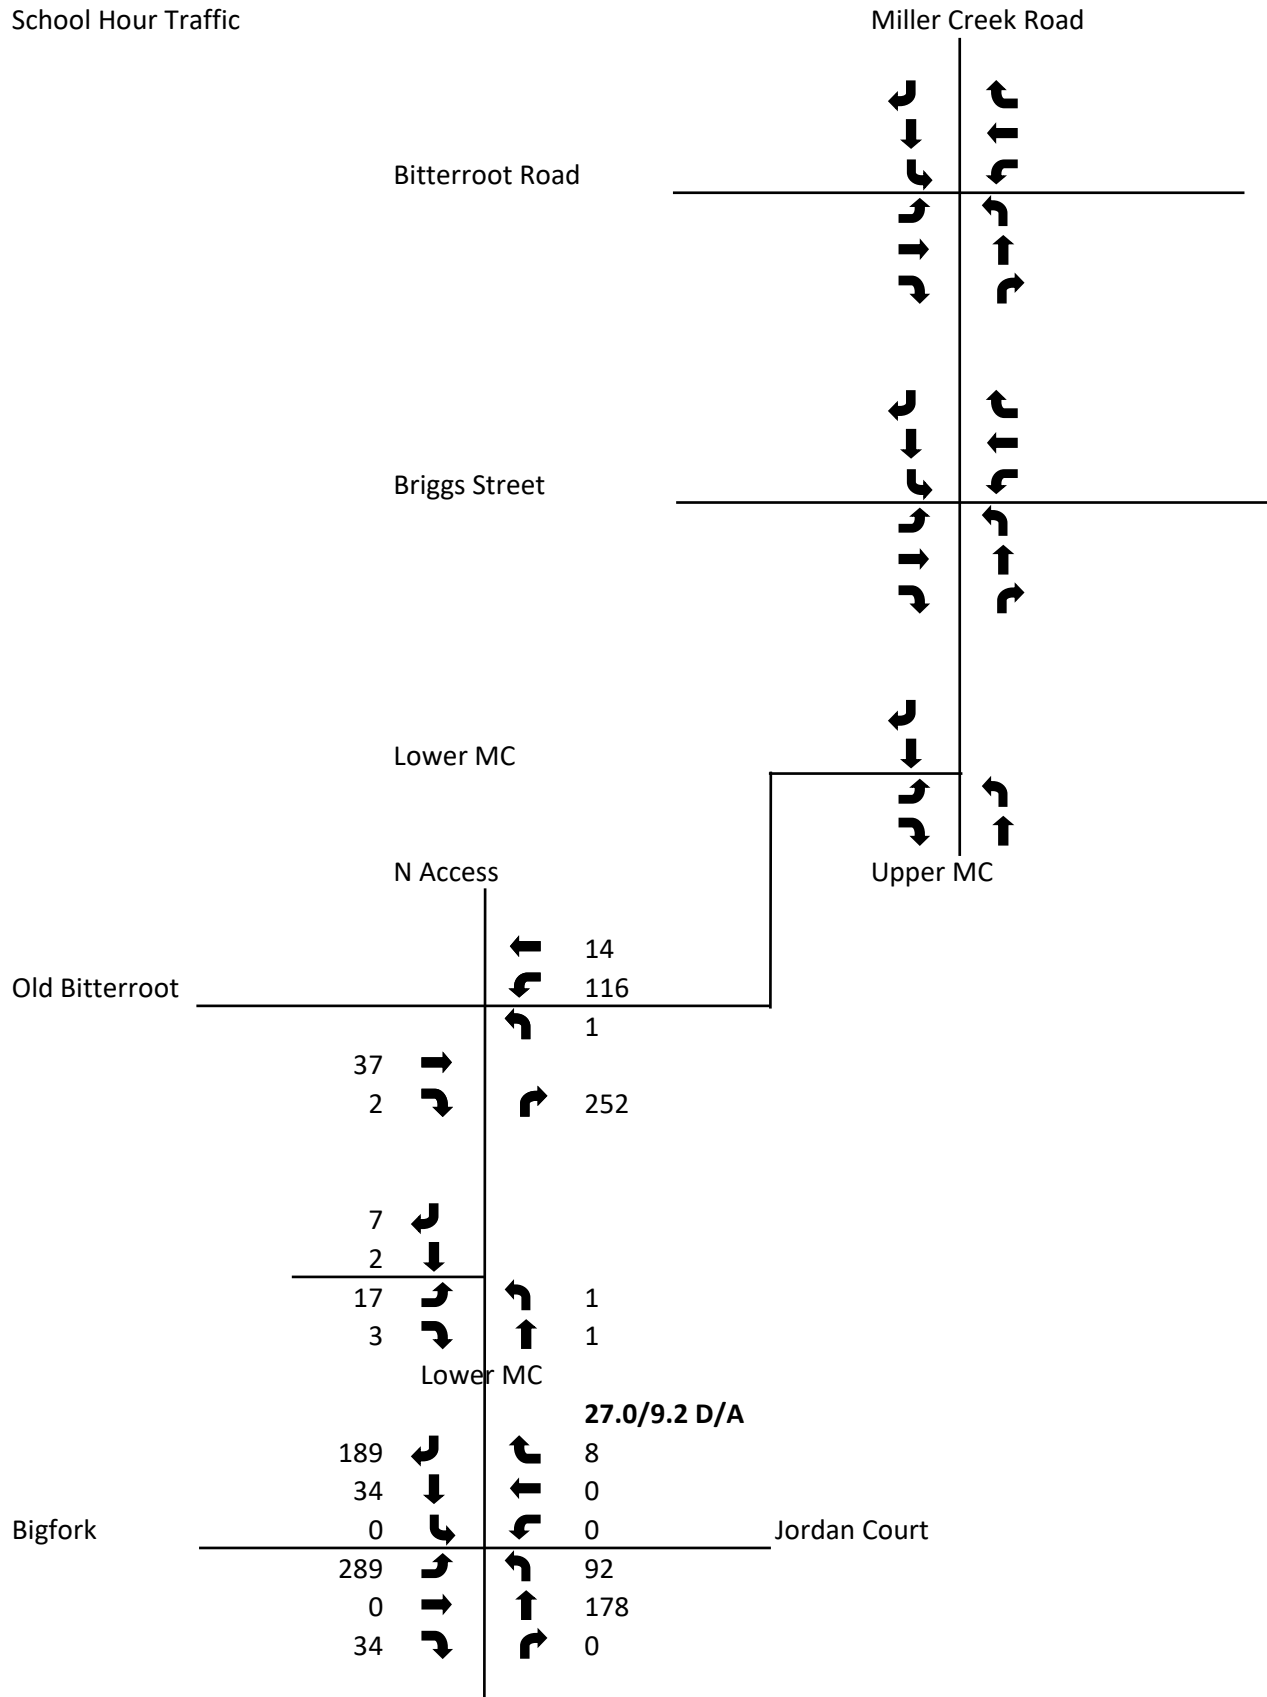 School Hour Traffic Miller Creek Road
Bitterroot Road
Briggs Street
Lower MC
N Access Upper MC
14
Old Bitterroot 116
1
37
2 252
7
2
17 1
3 1
Lower MC
27.0/9.2 D/A
189 8
34 0
Bigfork 0 0 Jordan Court
289 92
0 178
34 0